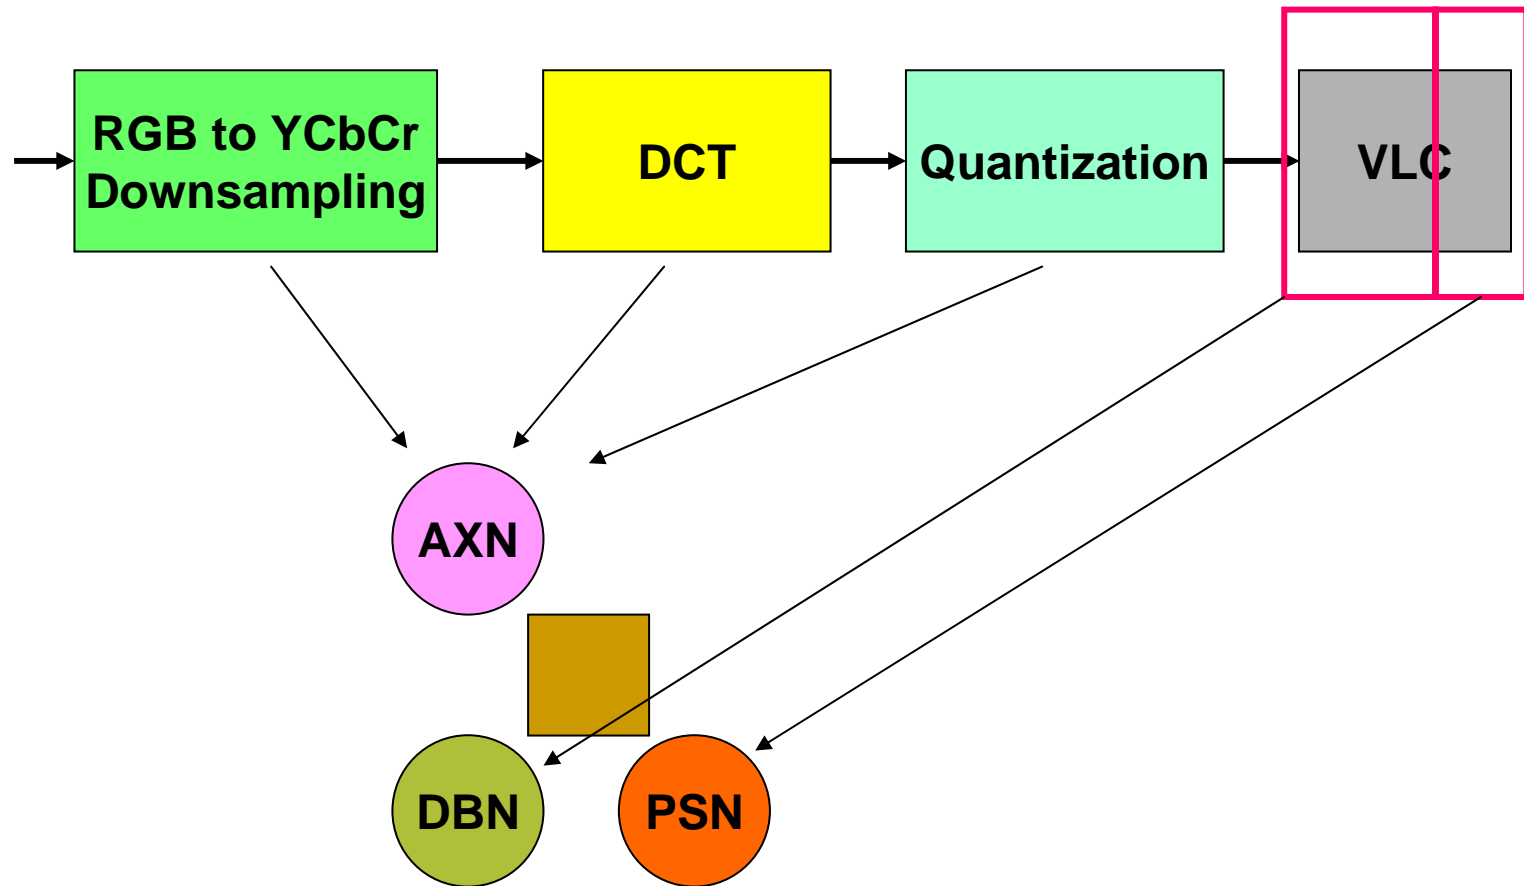 RGB to YCbCr
Downsampling
DCT
Quantization
VLC
AXN
DBN
PSN